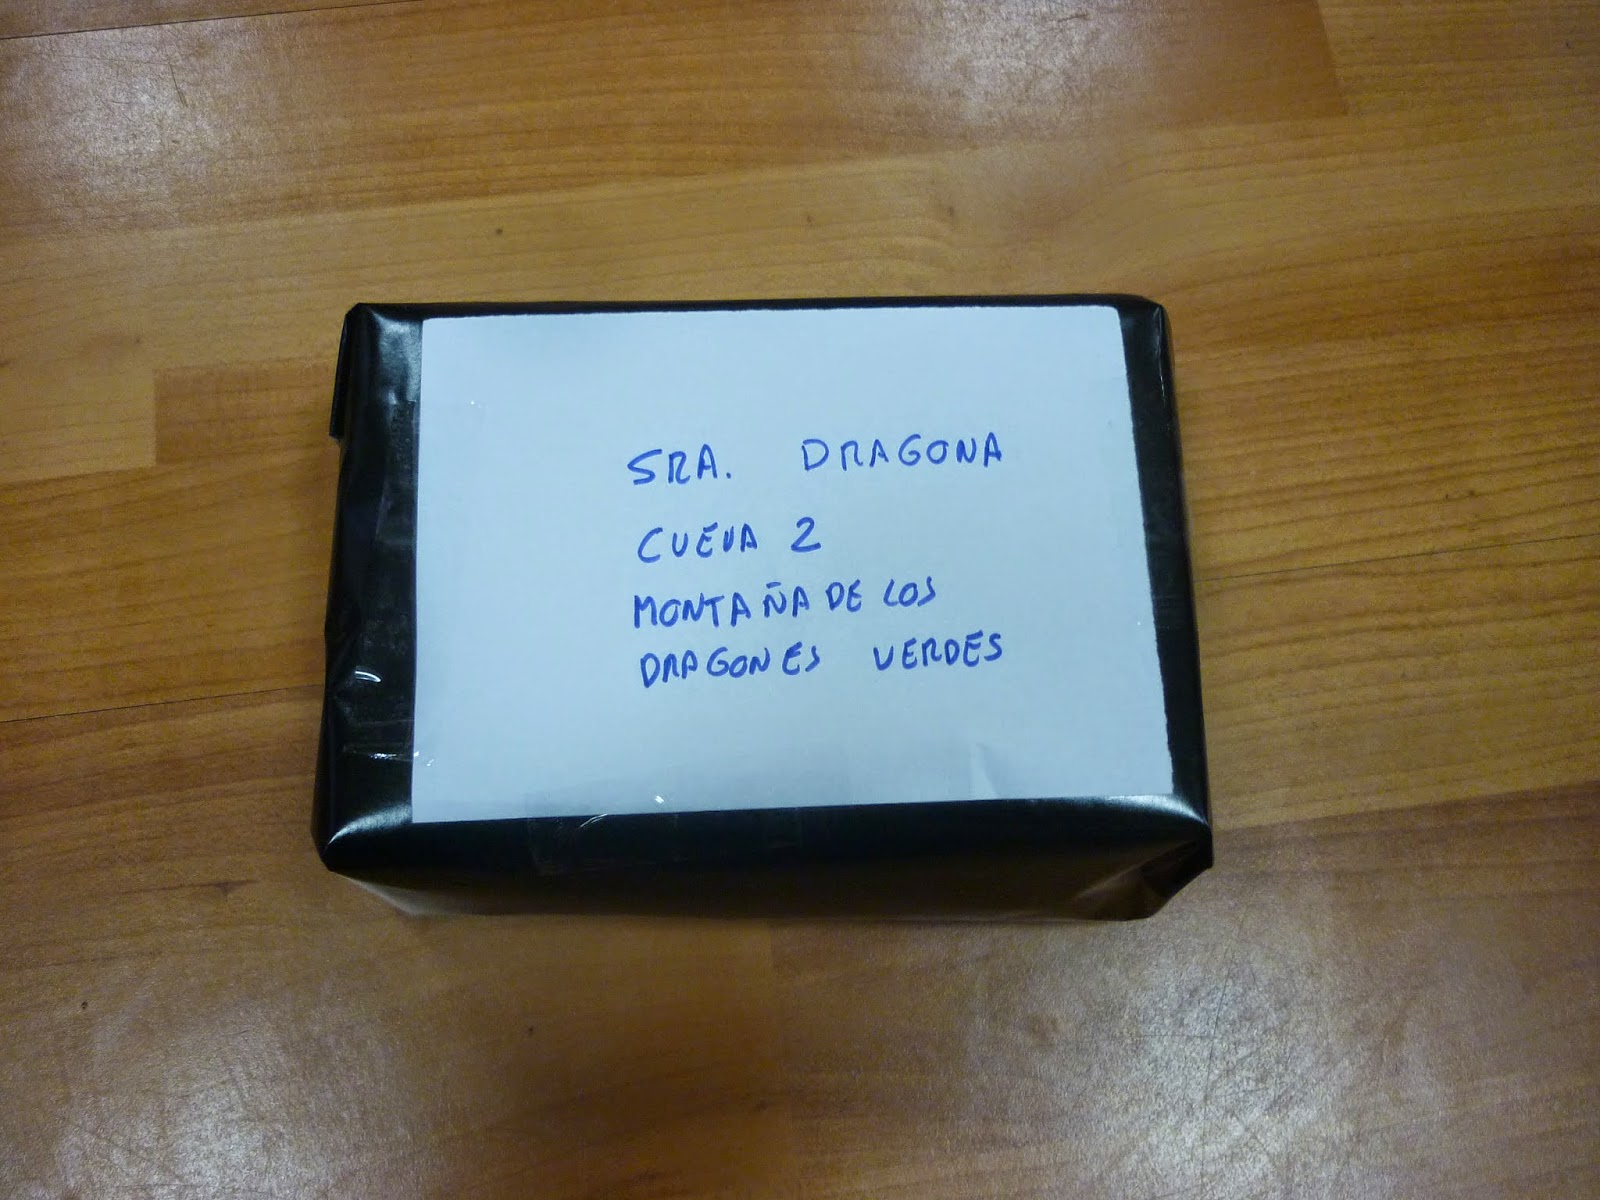 SRA. DRAGONA
CUEVA 2
MONTAÑA DE LOS
DRAGONES VERDES